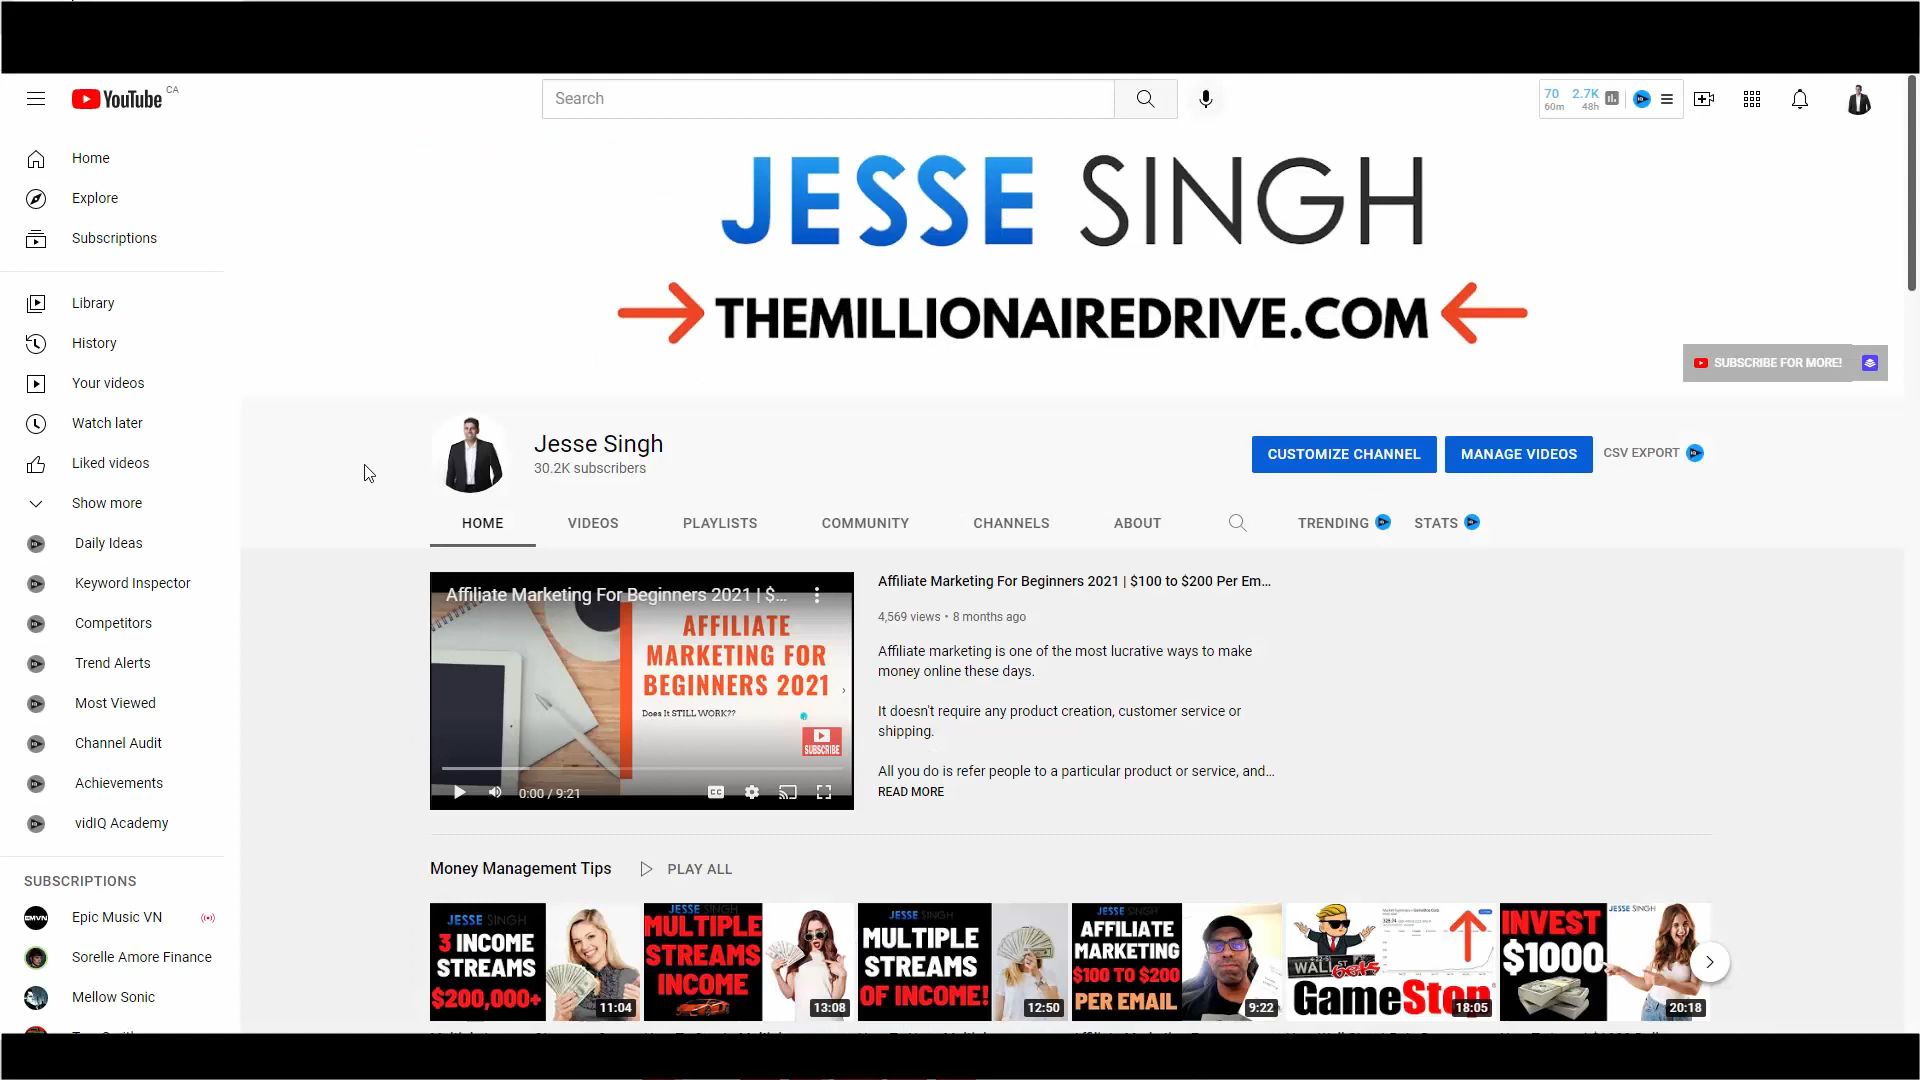 YouTube CA
Search
70 2.7K
60m 48h
Home
Explore
Subscriptions
Library
History
Your videos
Watch later
Liked videos
Show more
Daily Ideas
Keyword Inspector
Competitors
Trend Alerts
Most Viewed
Channel Audit
Achievements
vidIQ Academy
SUBSCRIPTIONS
EMVN
Epic Music VN
Sorelle Amore Finance
Mellow Sonic
JESSE SINGH
THEMILLIONAIREDRIVE.COM
SUBSCRIBE FOR MORE!
Jesse Singh
30.2K subscribers
CUSTOMIZE CHANNEL
MANAGE VIDEOS
CSV EXPORT
HOME
VIDEOS
PLAYLISTS
COMMUNITY
CHANNELS
ABOUT
TRENDING
STATS
Affiliate Marketing For Beginners 2021 | $...
AFFILIATE
MARKETING FOR
BEGINNERS 2021
Does It STILL WORK??
SUBSCRIBE
0:00 / 9:21
CC
Affiliate Marketing For Beginners 2021 | $100 to $200 Per Em...
4,569 views • 8 months ago
Affiliate marketing is one of the most lucrative ways to make
money online these days.
It doesn't require any product creation, customer service or
shipping.
All you do is refer people to a particular product or service, and...
READ MORE
Money Management Tips
PLAY ALL
JESSE SINGH
3 INCOME
STREAMS
$200,000+
11:04
JESSE SINGH
MULTIPLE
STREAMS
INCOME
13:08
JESSE SINGH
MULTIPLE
STREAMS
OF INCOME!
12:50
JESSE SINGH
AFFILIATE
MARKETING
$100 TO $200
PER EMAIL
9:22
WALL ST bets
GameStop
18:05
INVEST
$1000
JESSE SINGH
20:18